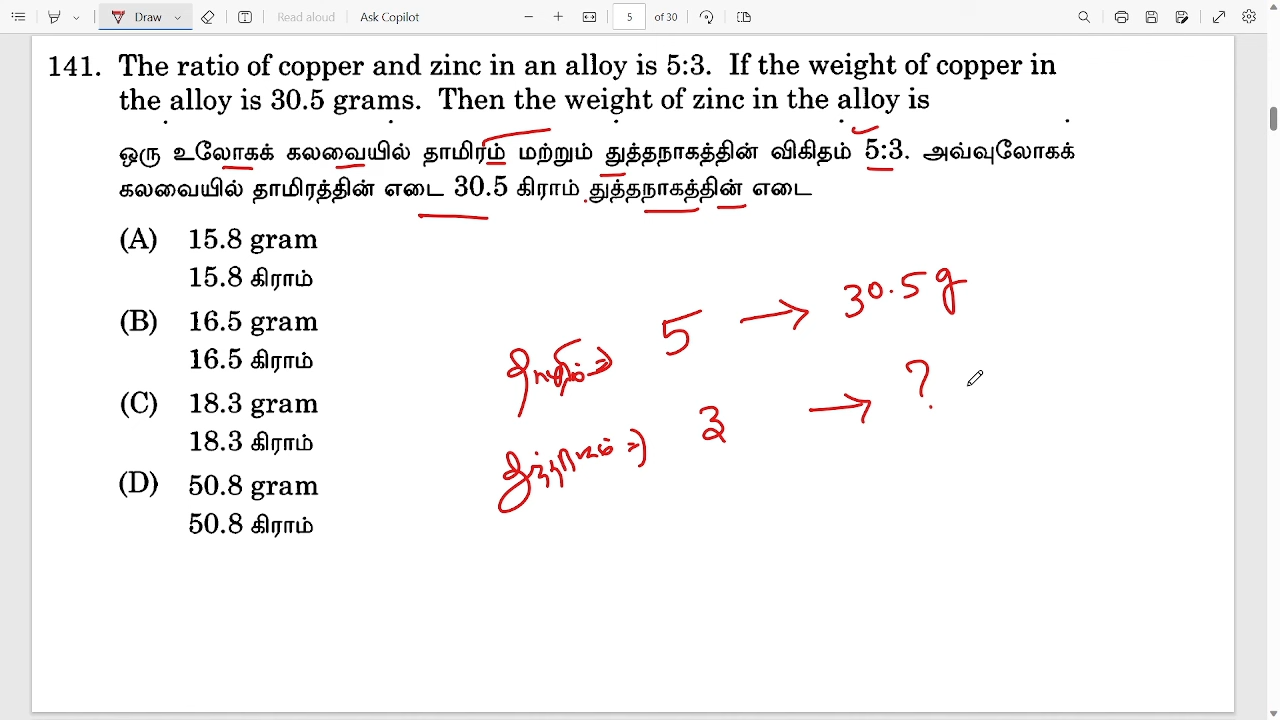 Draw
Read aloud
Ask Copilot
5
of 30
141. The ratio of copper and zinc in an alloy is 5:3. If the weight of copper in
the alloy is 30.5 grams. Then the weight of zinc in the alloy is
ஒரு உலோகக் கலவையில் தாமிரம் மற்றும் துத்தநாகத்தின் விகிதம் 5:3. அவ்வுலோகக்
கலவையில் தாமிரத்தின் எடை 30.5 கிராம் துத்தநாகத்தின் எடை
(A) 15.8 gram
15.8 கிராம்
(B) 16.5 gram
16.5 கிராம்
(C) 18.3 gram
18.3 கிராம்
(D) 50.8 gram
50.8 கிராம்
5 → 30.5 g
3 → ?